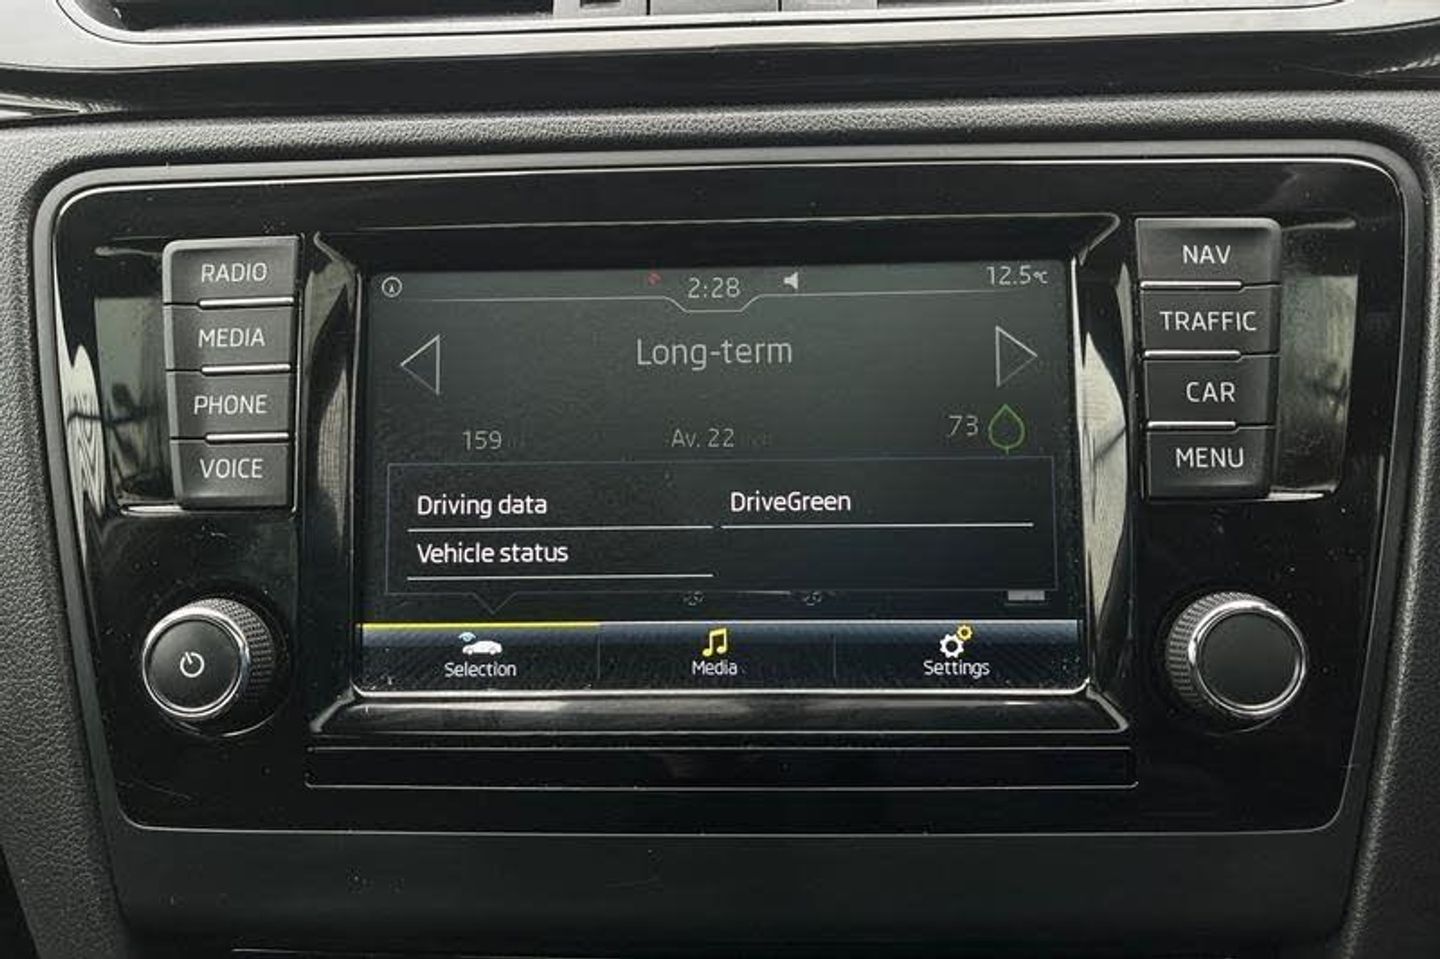 RADIO
MEDIA
PHONE
VOICE
2:28
12.5°C
Long-term
159
Av. 22
73
Driving data
DriveGreen
Vehicle status
Selection
Media
Settings
NAV
TRAFFIC
CAR
MENU